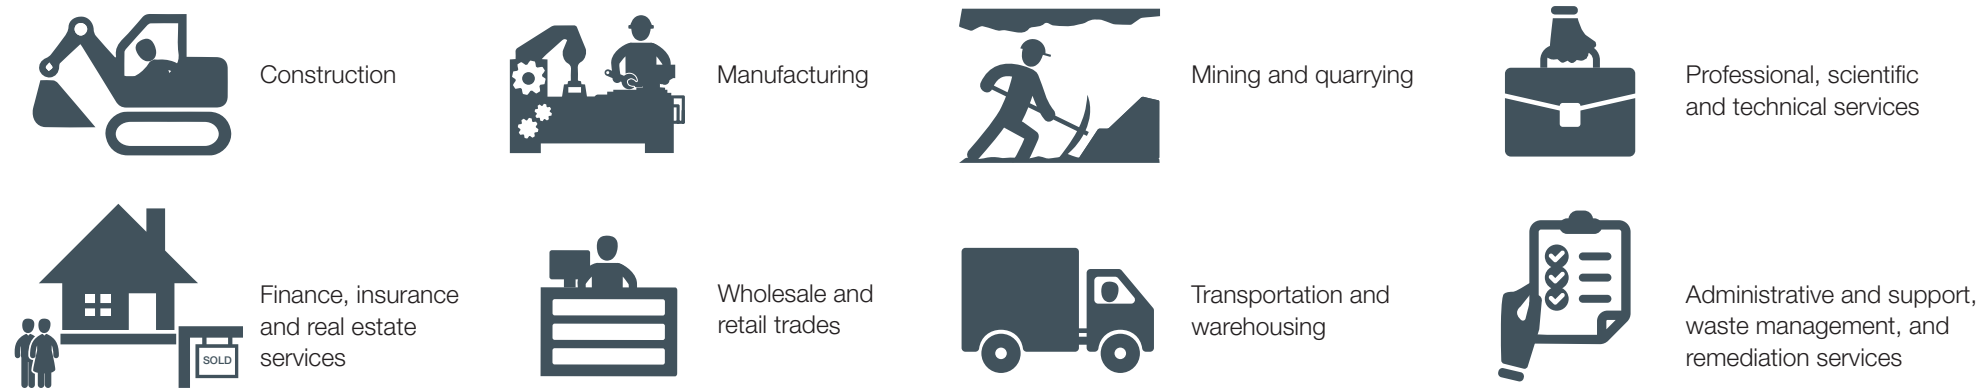 Construction
Manufacturing
Mining and quarrying
Professional, scientific
and technical services
Finance, insurance
and real estate
services
SOLD
Wholesale and
retail trades
Transportation and
warehousing
Administrative and support,
waste management, and
remediation services